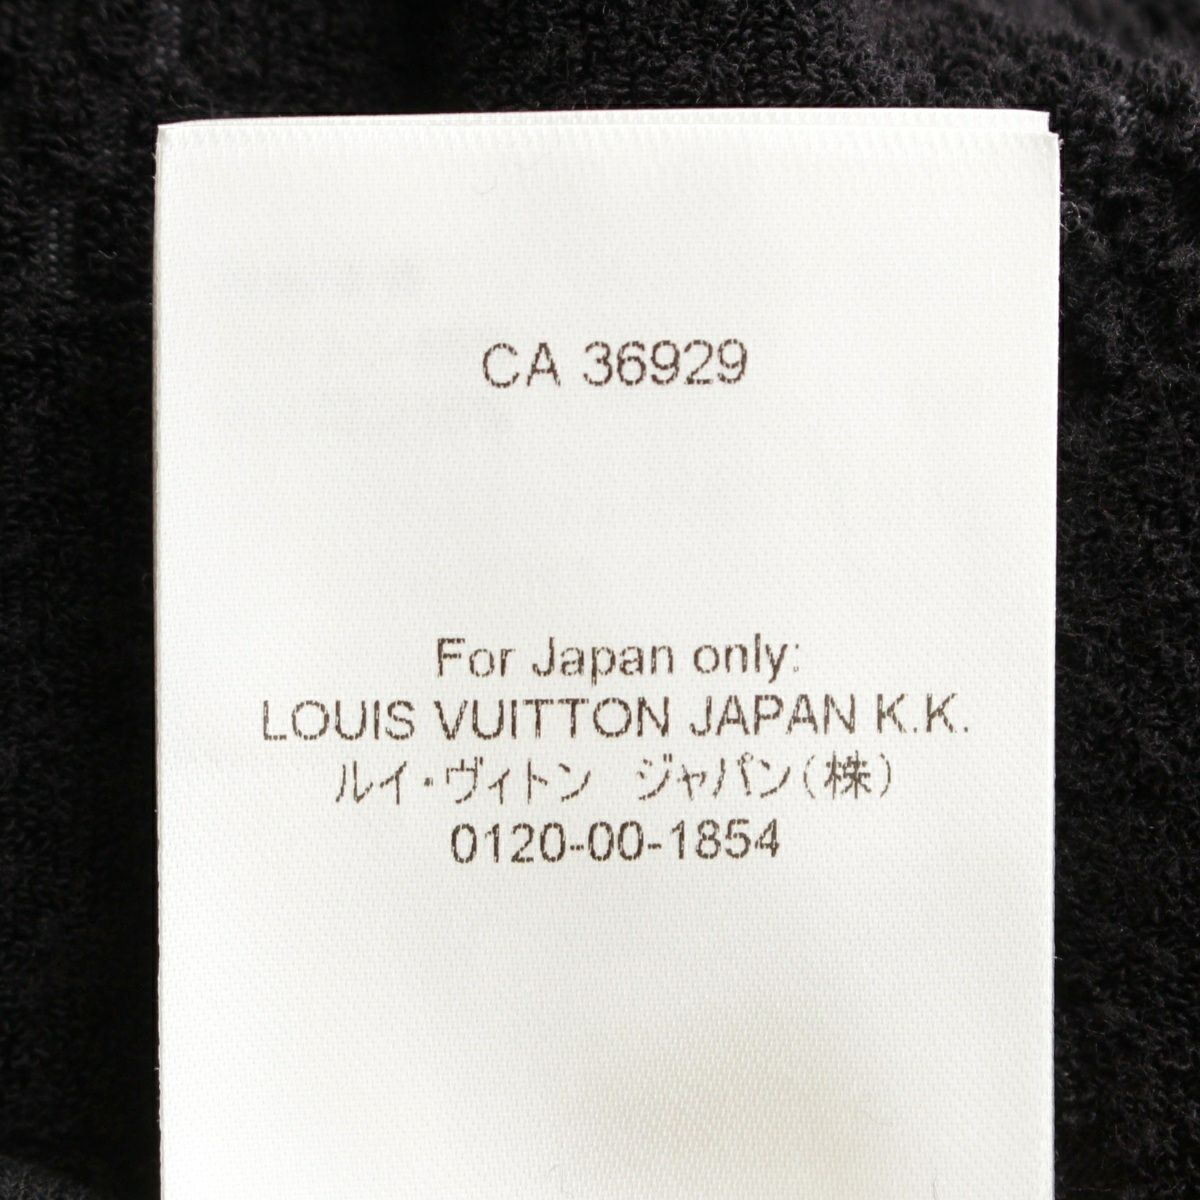 CA 36929
For Japan only:
LOUIS VUITTON JAPAN K.K.
ルイ・ヴィトン　ジャパン(株)
0120-00-1854